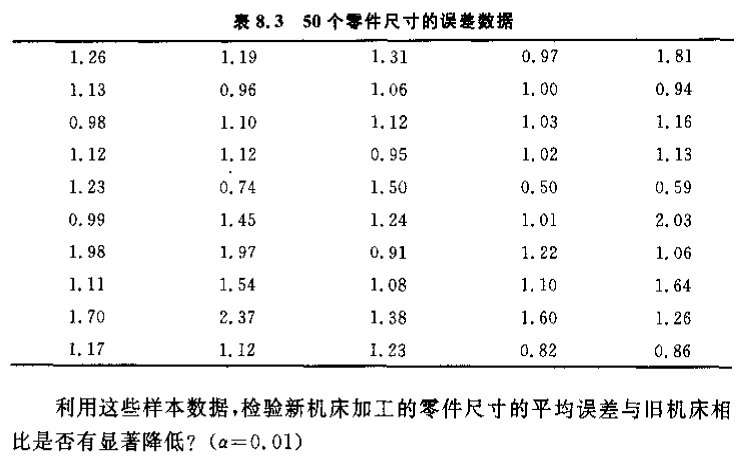 表 8.3 50 个零件尺寸的误差数据
1.26 1.19 1.31 0.97 1.81
1.13 0.96 1.06 1.00 0.94
0.98 1.10 1.12 1.03 1.16
1.12 1.12 0.95 1.02 1.13
1.23 0.74 1.50 0.50 0.59
0.99 1.45 1.24 1.01 2.03
1.98 1.97 0.91 1.22 1.06
1.11 1.54 1.08 1.10 1.64
1.70 2.37 1.38 1.60 1.26
1.17 1.12 1.23 0.82 0.86
利用这些样本数据,检验新机床加工的零件尺寸的平均误差与旧机床相
比是否有显著降低? (α=0.01)